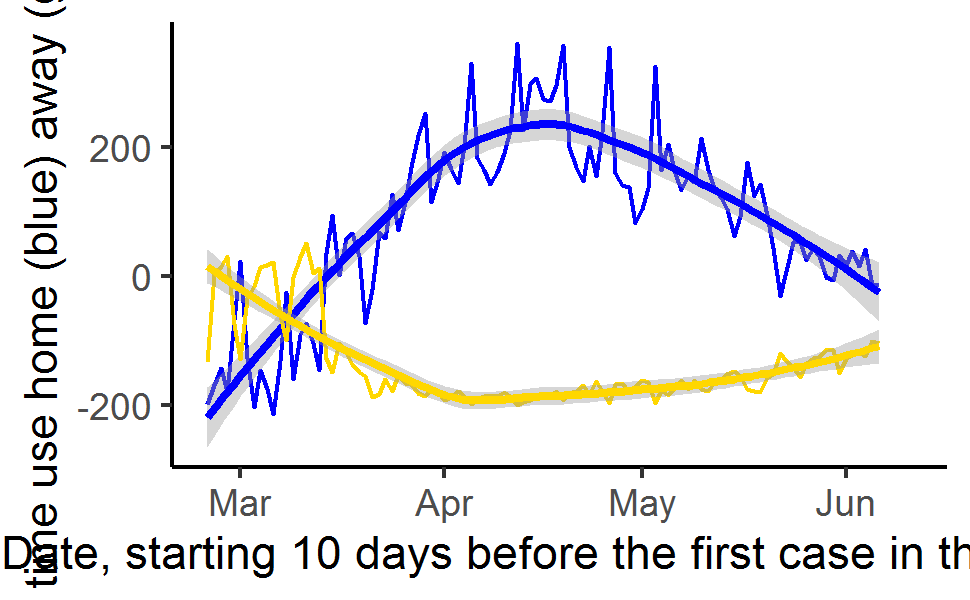 time use home (blue) away (
200
0
-200
Mar Apr May Jun
Date, starting 10 days before the first case in th